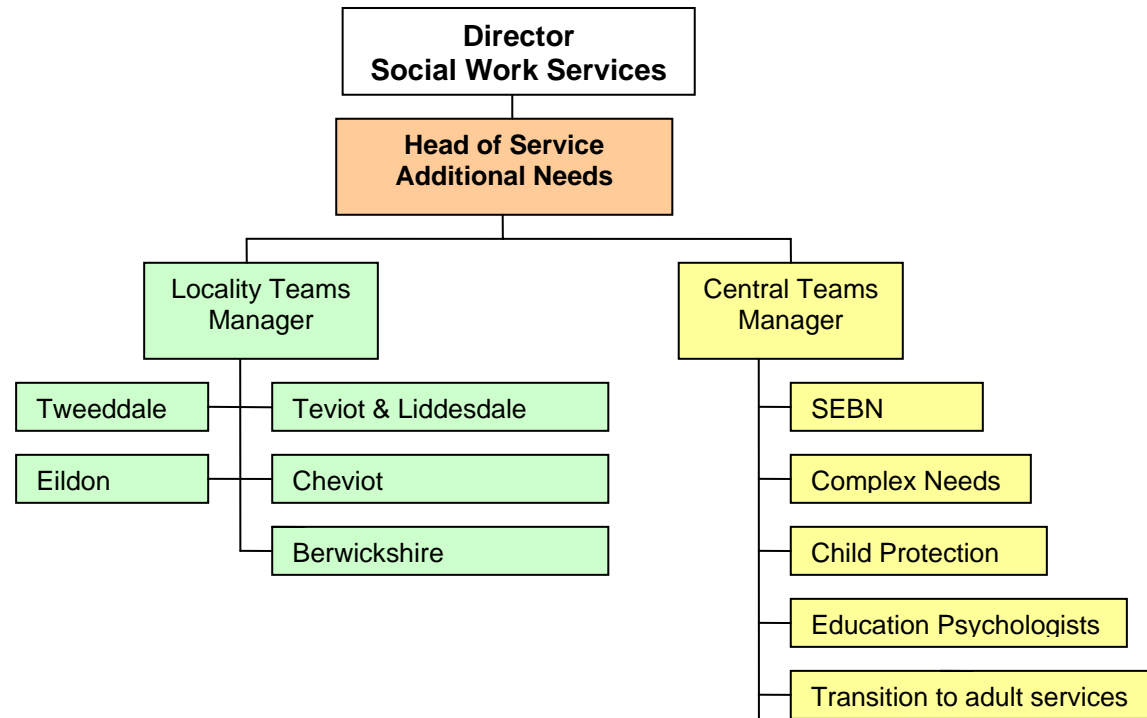 Director
Social Work Services
Head of Service
Additional Needs
Locality Teams
Manager
Central Teams
Manager
Tweeddale
Teviot & Liddesdale
SEBN
Eildon
Cheviot
Complex Needs
Berwickshire
Child Protection
Education Psychologists
Transition to adult services